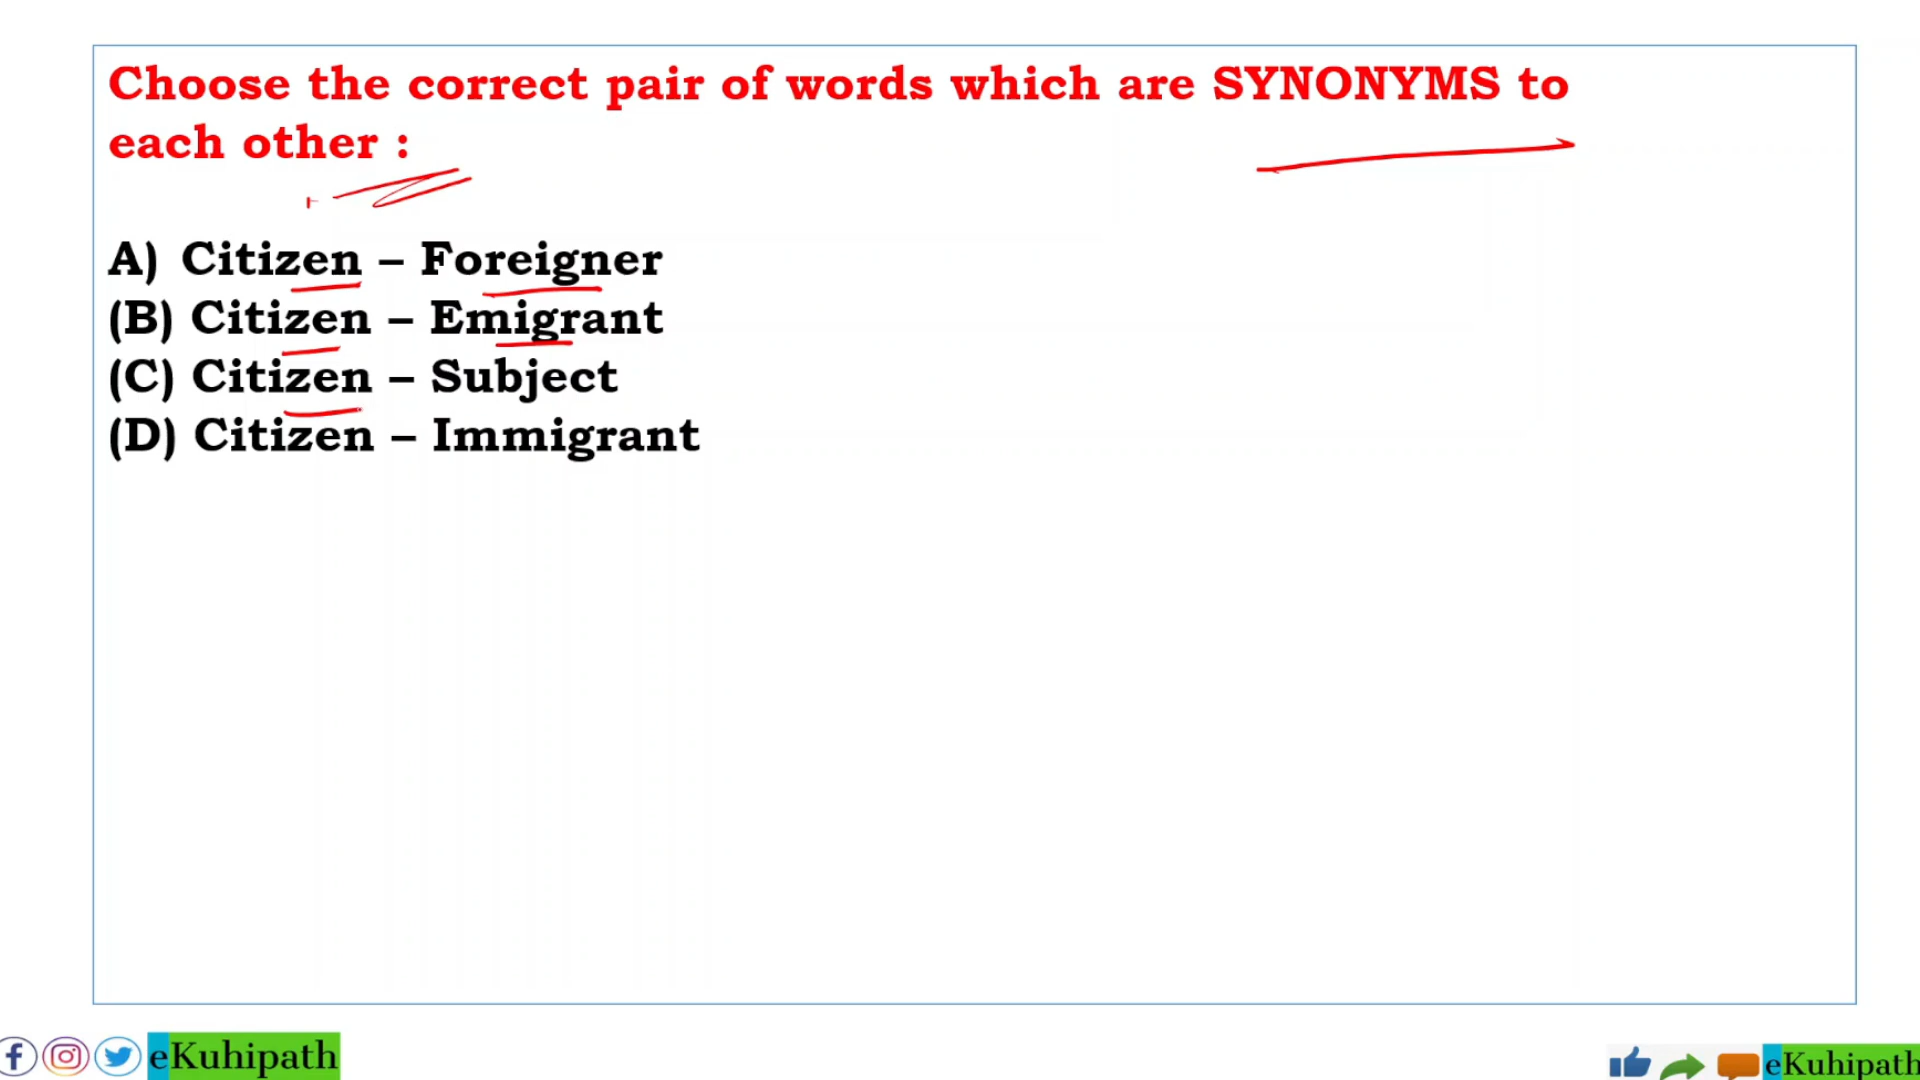 Choose the correct pair of words which are SYNONYMS to
each other :
A) Citizen – Foreigner
(B) Citizen – Emigrant
(C) Citizen – Subject
(D) Citizen – Immigrant
eKuhipath
eKuhipath